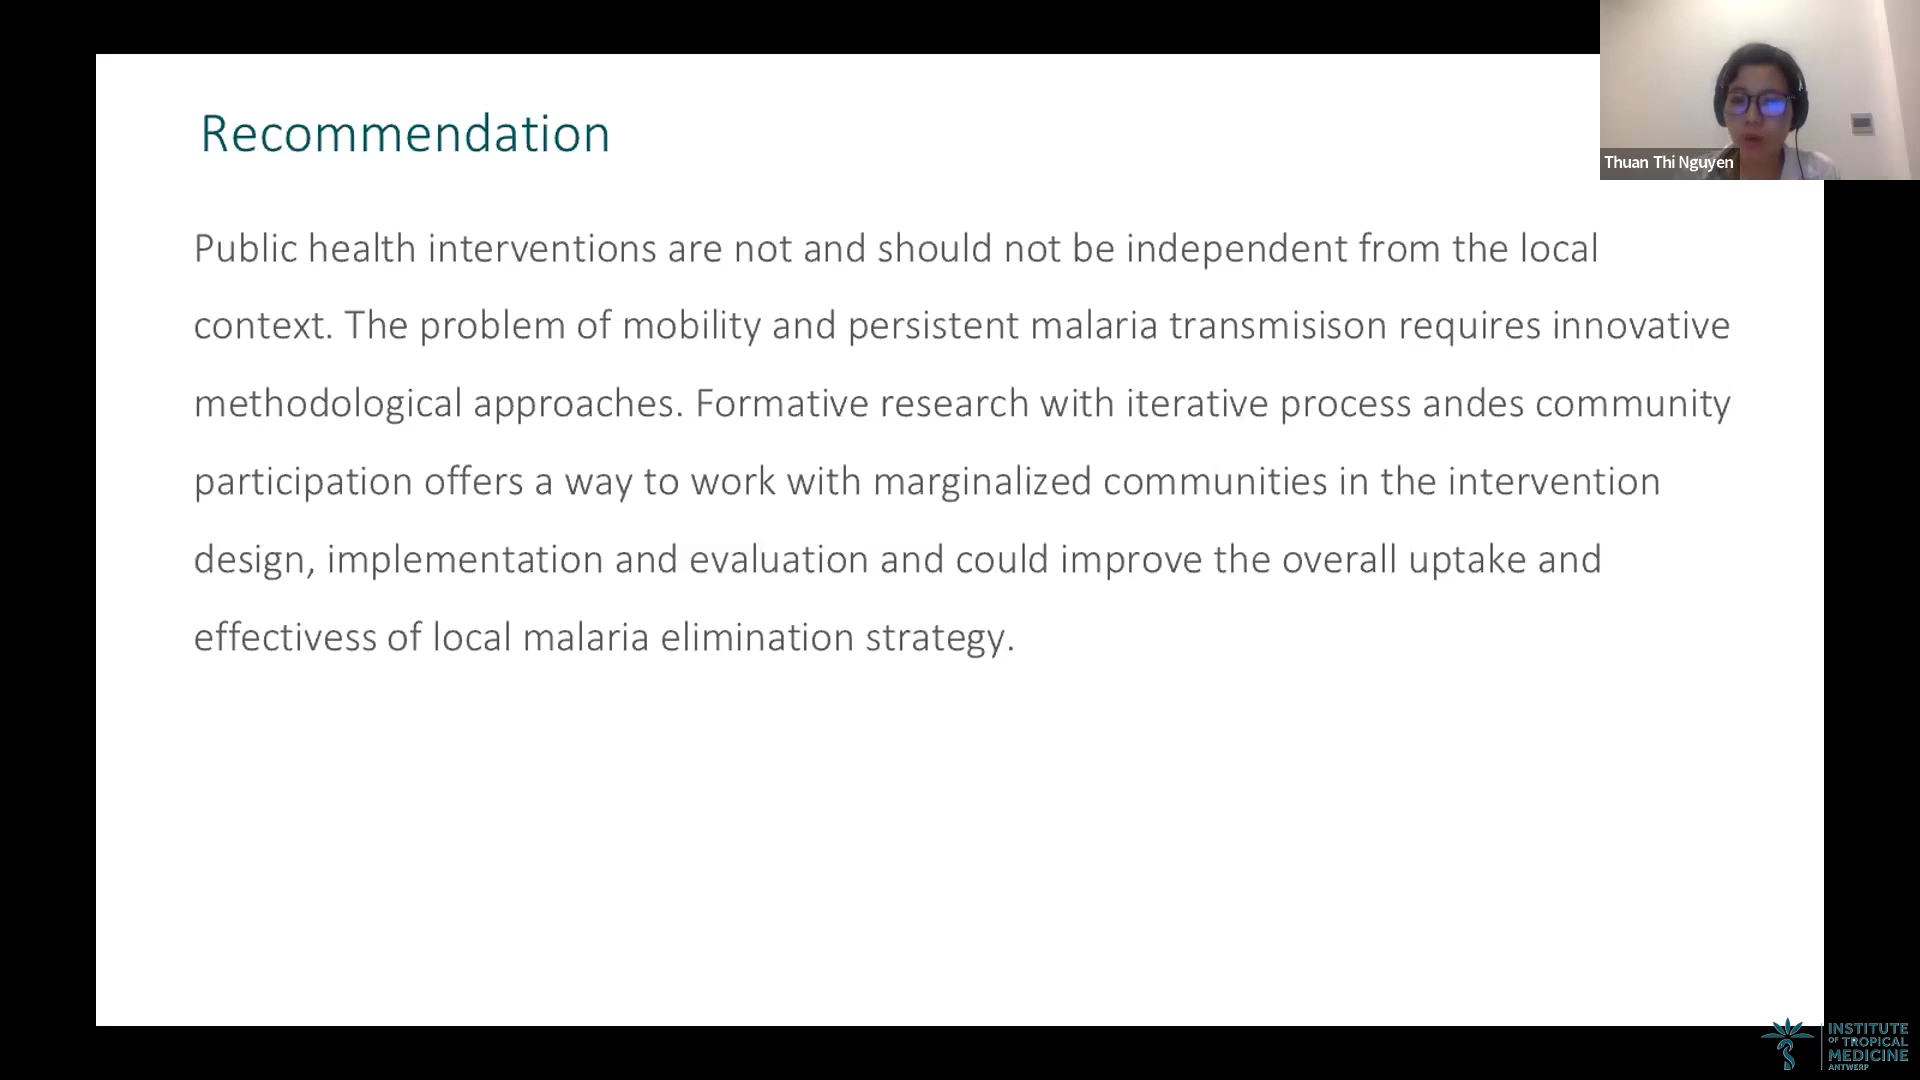 Recommendation
Thuan Thi Nguyen
Public health interventions are not and should not be independent from the local
context. The problem of mobility and persistent malaria transmisison requires innovative
methodological approaches. Formative research with iterative process andes community
participation offers a way to work with marginalized communities in the intervention
design, implementation and evaluation and could improve the overall uptake and
effectivess of local malaria elimination strategy.
INSTITUTE
OF TROPICAL
MEDICINE
ANTWERP